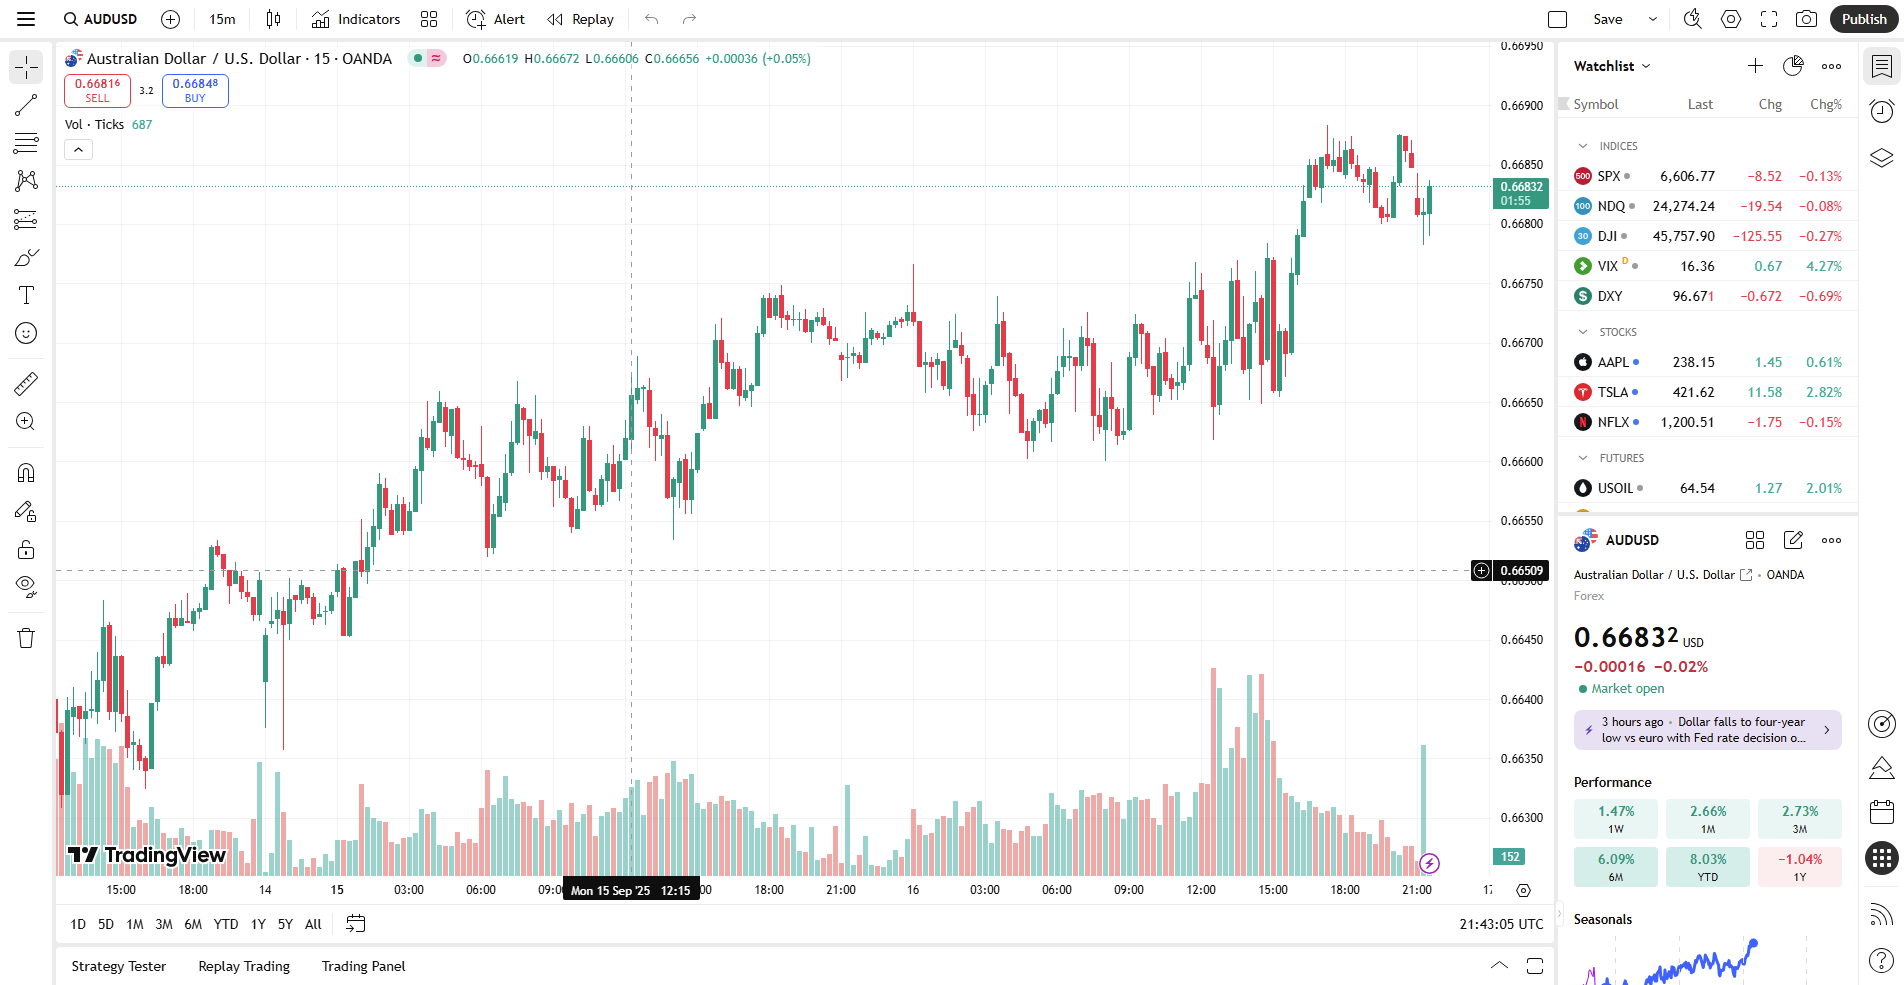 AUDUSD 15m Indicators Alert Replay Save Publish
Australian Dollar / U.S. Dollar · 15 · OANDA O0.66619 H0.66672 L0.66606 C0.66656 +0.00036 (+0.05%)
0.66816 SELL 3.2 0.66848 BUY
Vol · Ticks 687
0.66950
0.66900
0.66850
0.66832
01:55
0.66800
0.66750
0.66700
0.66650
0.66600
0.66550
0.66509
0.66450
0.66400
0.66350
0.66300
152
TradingView
15:00 18:00 14 15 03:00 06:00 Mon 15 Sep '25 12:15 18:00 21:00 16 03:00 06:00 09:00 12:00 15:00 18:00 21:00
1D 5D 1M 3M 6M YTD 1Y 5Y All 21:43:05 UTC
Strategy Tester Replay Trading Trading Panel
Watchlist
Symbol Last Chg Chg%
INDICES
500 SPX 6,606.77 −8.52 −0.13%
100 NDQ 24,274.24 −19.54 −0.08%
30 DJI 45,757.90 −125.55 −0.27%
VIX D 16.36 0.67 4.27%
S DXY 96.671 −0.672 −0.69%
STOCKS
AAPL 238.15 1.45 0.61%
TSLA 421.62 11.58 2.82%
N NFLX 1,200.51 −1.75 −0.15%
FUTURES
USOIL 64.54 1.27 2.01%
AUDUSD
Australian Dollar / U.S. Dollar • OANDA
Forex
0.66832 USD
−0.00016 −0.02%
Market open
3 hours ago • Dollar falls to four-year
low vs euro with Fed rate decision o...
Performance
1.47% 2.66% 2.73%
1W 1M 3M
6.09% 8.03% −1.04%
6M YTD 1Y
Seasonals